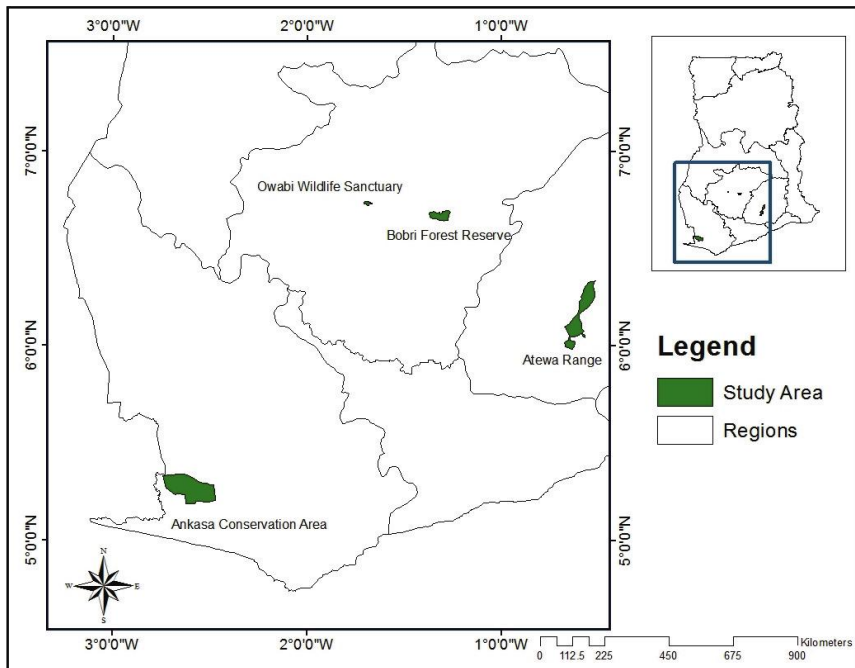 3°0'0"W 2°0'0"W 1°0'0"W
7°0'0"N 7°0'0"N
Owabi Wildlife Sanctuary
Bobri Forest Reserve
6°0'0"N 6°0'0"N
Atewa Range
Legend
Study Area
Regions
Ankasa Conservation Area
5°0'0"N 5°0'0"N
N
W E
S
3°0'0"W 2°0'0"W 1°0'0"W
Kilometers
0 112.5 225 450 675 900